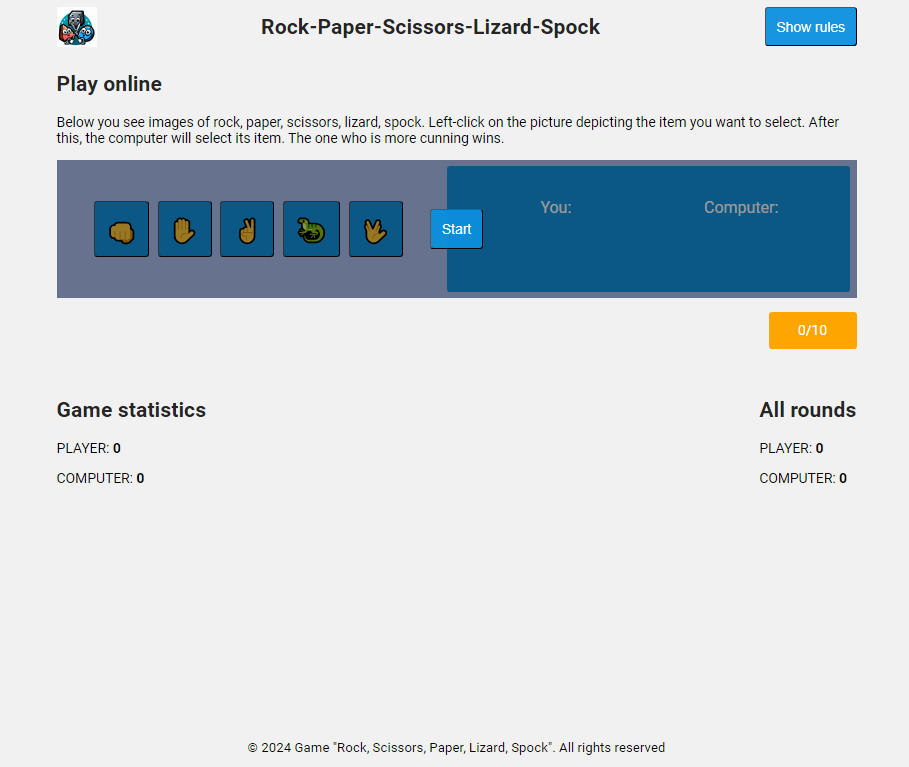 Rock-Paper-Scissors-Lizard-Spock
Show rules
Play online
Below you see images of rock, paper, scissors, lizard, spock. Left-click on the picture depicting the item you want to select. After
this, the computer will select its item. The one who is more cunning wins.
Start
You:
Computer:
0/10
Game statistics
PLAYER: 0
COMPUTER: 0
All rounds
PLAYER: 0
COMPUTER: 0
© 2024 Game "Rock, Scissors, Paper, Lizard, Spock". All rights reserved